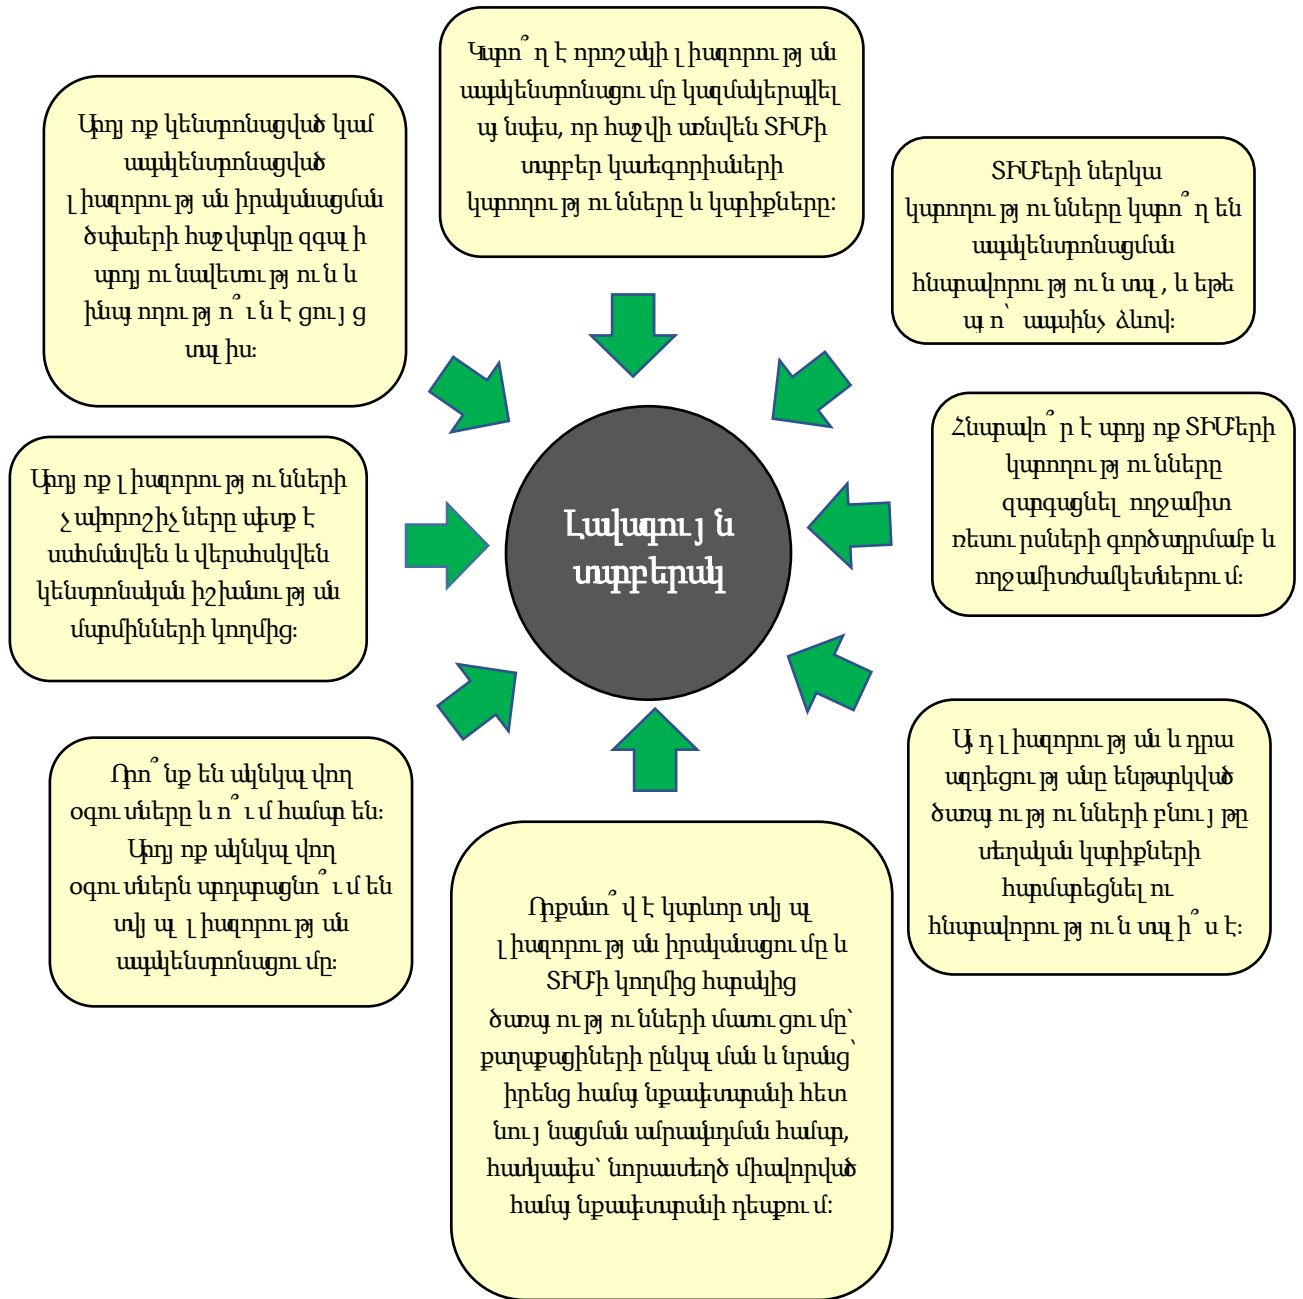 Կարո՞ղ է որոշակի լիազորության
ապակենտրոնացումը կազմակերպվել
այնպես, որ հաշվի առնվեն ՏԻՄ-ի
տարբեր կատեգորիաների
կարողությունները և կարիքները:
Արդյոք կենտրոնացված կամ
ապակենտրոնացված
լիազորության իրականացման
ծախսերի հաշվարկը զգալի
արդյունավետություն և
խնայողությո՞ւն է ցույց
տալիս:
ՏԻՄ-երի ներկա
կարողությունները կարո՞ղ են
ապակենտրոնացման
հնարավորություն տալ, և եթե
այո՝ ապա ինչ ձևով:
Հնարավո՞ր է արդյոք ՏԻՄ-երի
կարողությունները
զարգացնել ողջամիտ
ռեսուրսների գործադրմամբ և
ողջամիտ ժամկետներում:
Արդյոք լիազորությունների
չափորոշիչները պետք է
սահմանվեն և վերահսկվեն
կենտրոնական իշխանության
մարմինների կողմից:
Լավագույն
տարբերակ
Այդ լիազորության և դրա
ազդեցությանը ենթարկված
ծառայությունների բնույթը
տեղական կարիքների
հարմարեցնելու
հնարավորություն տալի՞ս է:
Որո՞նք են ակնկալվող
օգուտները և ո՞ւմ համար են:
Արդյոք ակնկալվող
օգուտներն արդարացնո՞ւմ են
տվյալ լիազորության
ապակենտրոնացումը:
Որքանո՞վ է կարևոր տվյալ
լիազորության իրականացումը և
ՏԻՄ-ի կողմից հարակից
ծառայությունների մատուցումը՝
քաղաքացիների ընկալման և նրանց՝
իրենց համայնքապետարանի հետ
նույնացման ամրապնդման համար,
հատկապես՝ նորաստեղծ միավորված
համայնքապետարանի դեպքում: